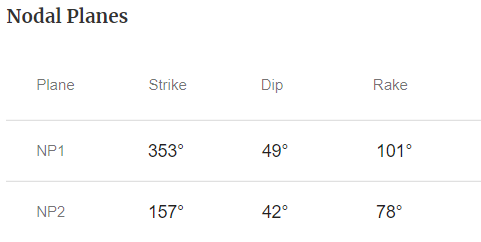 Nodal Planes
Plane Strike Dip Rake
NP1 353° 49° 101°
NP2 157° 42° 78°